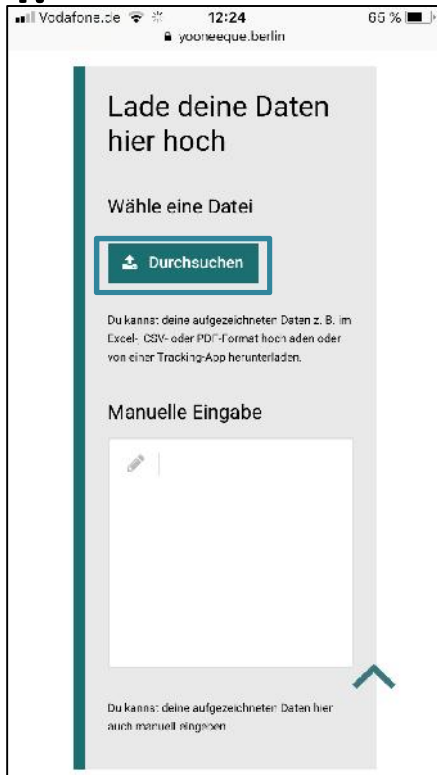 Vodafone.de 12:24 65 %
yooneeque.berlin
Lade deine Daten
hier hoch
Wähle eine Datei
Durchsuchen
Du kannst deine aufgezeichneten Daten z. B. im
Excel-, CSV- oder PDF-Format hochladen oder
von einer Tracking-App herunterladen.
Manuelle Eingabe
Du kannst deine aufgezeichneten Daten hier
auch manuell eingeben